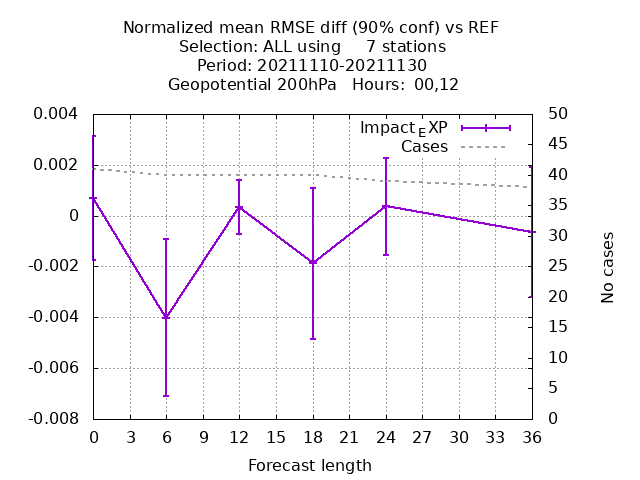 Normalized mean RMSE diff (90% conf) vs REF
Selection: ALL using 7 stations
Period: 20211110-20211130
Geopotential 200hPa Hours: 00,12
Impact_EXP
Cases
0.004
0.002
0
-0.002
-0.004
-0.006
-0.008
50
45
40
35
30
25
20
15
10
5
0
No cases
0 3 6 9 12 15 18 21 24 27 30 33 36
Forecast length